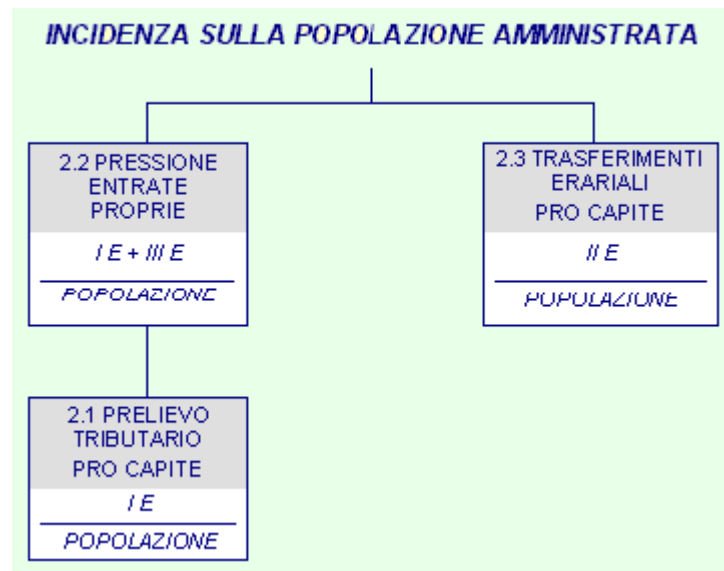 INCIDENZA SULLA POPOLAZIONE AMMINISTRATA
2.2 PRESSIONE
ENTRATE
PROPRIE
I E + III E
POPOLAZIONE
2.3 TRASFERIMENTI
ERARIALI
PRO CAPITE
II E
POPOLAZIONE
2.1 PRELIEVO
TRIBUTARIO
PRO CAPITE
I E
POPOLAZIONE